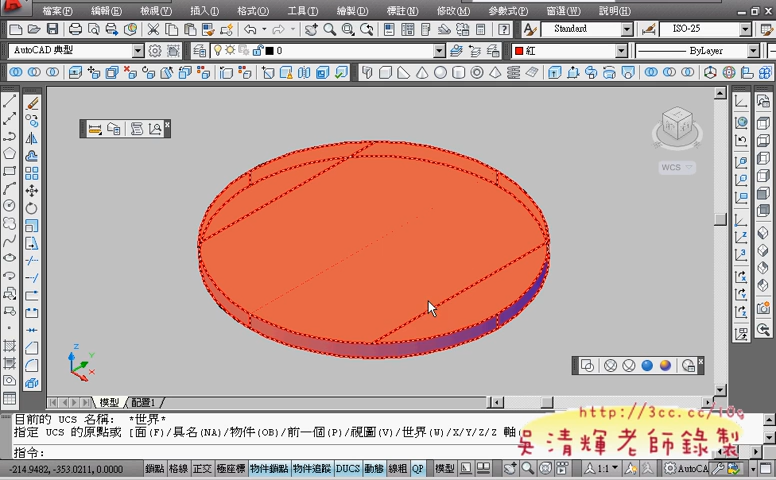 檔案(F) 編輯(E) 檢視(V) 插入(I) 格式(O) 工具(T) 繪製(D) 標註(N) 修改(M) 參數式(P) 視窗(W) 說明(H)
Standard ISO-25
AutoCAD 典型 0 紅 ByLayer
WCS
Z
Y
X
模型 配置1
目前的 UCS 名稱: *世界*
指定 UCS 的原點或 [面(F)/具名(NA)/物件(OB)/前一個(P)/視圖(V)/世界(W)/X/Y/Z/Z 軸
指令:
http://3cc.cc/18q
吳清輝老師錄製
-214.9482, -353.0211, 0.0000 鎖點 格線 正交 極座標 物件鎖點 物件追蹤 DUCS 動態 線粗 QP 模型 1:1 AutoCA